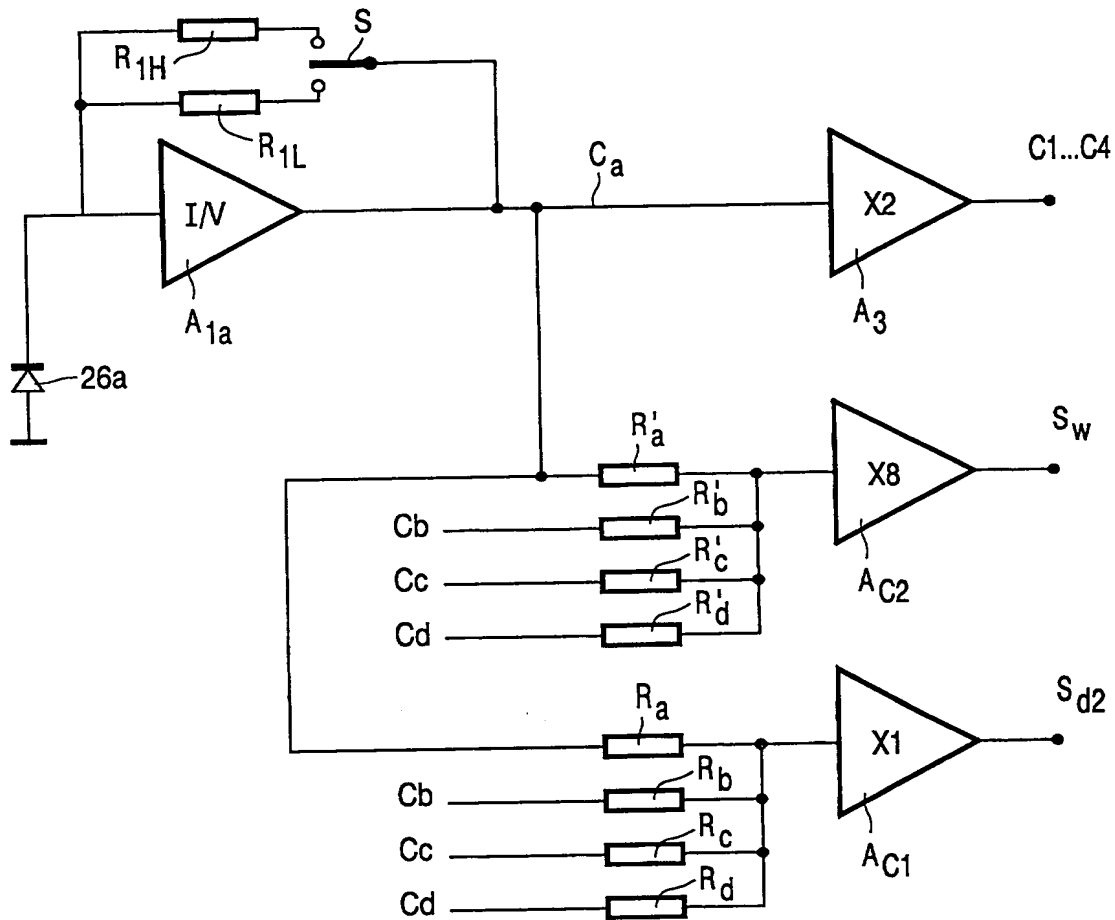 S
R1H
R1L
I/V
A1a
26a
Ca
X2
A3
C1...C4
R'a
Cb
R'b
Cc
R'c
Cd
R'd
X8
AC2
Sw
Ra
Cb
Rb
Cc
Rc
Cd
Rd
X1
AC1
Sd2